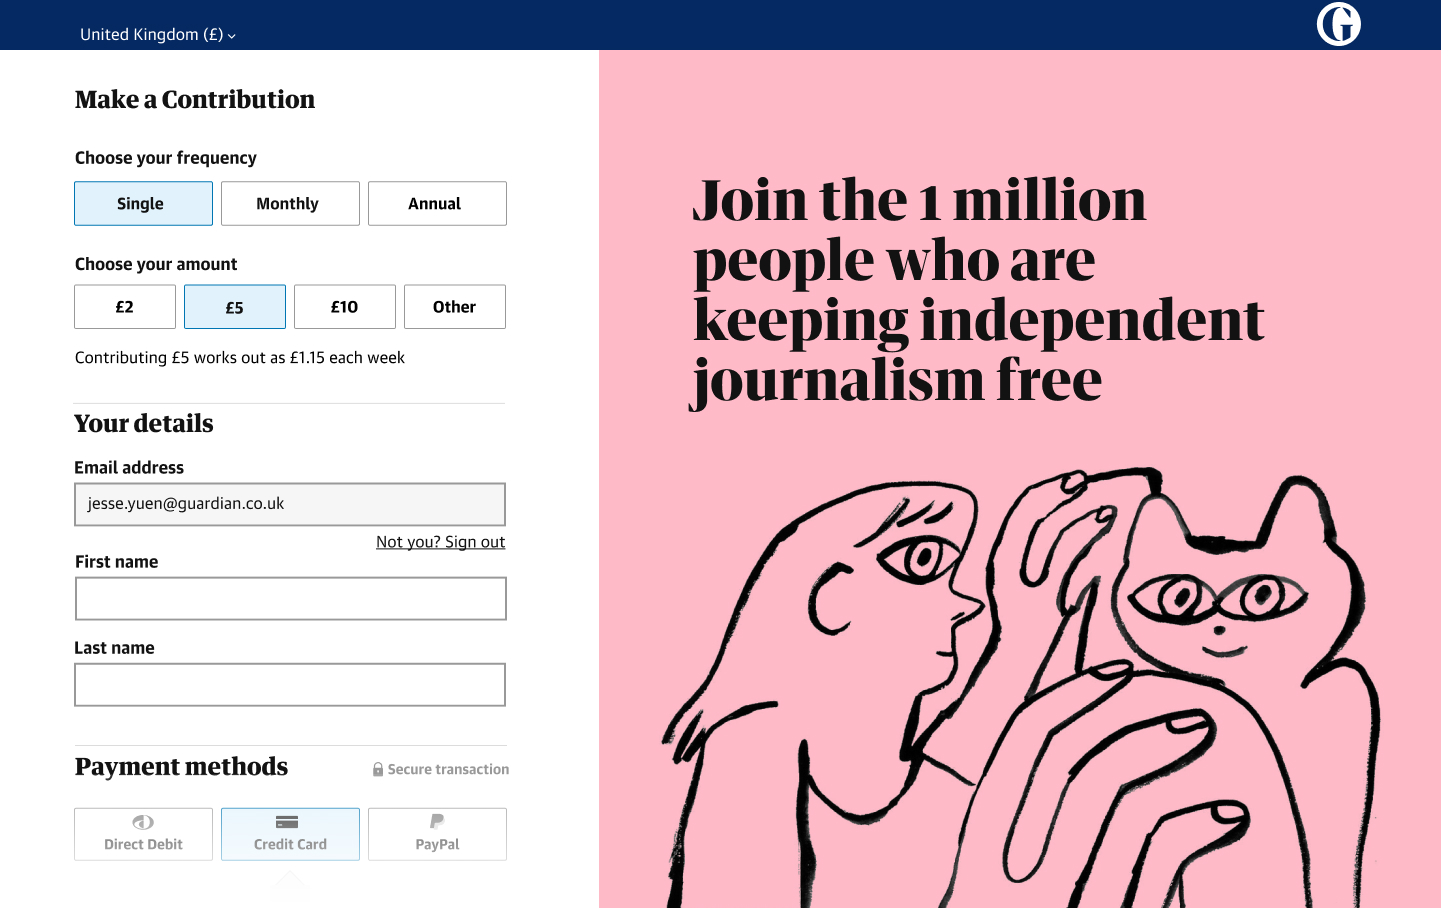 United Kingdom (£)
G
Make a Contribution
Choose your frequency
Single Monthly Annual
Choose your amount
£2 £5 £10 Other
Contributing £5 works out as £1.15 each week
Your details
Email address
jesse.yuen@guardian.co.uk
Not you? Sign out
First name
Last name
Payment methods
Secure transaction
Direct Debit Credit Card PayPal
Join the 1 million
people who are
keeping independent
journalism free